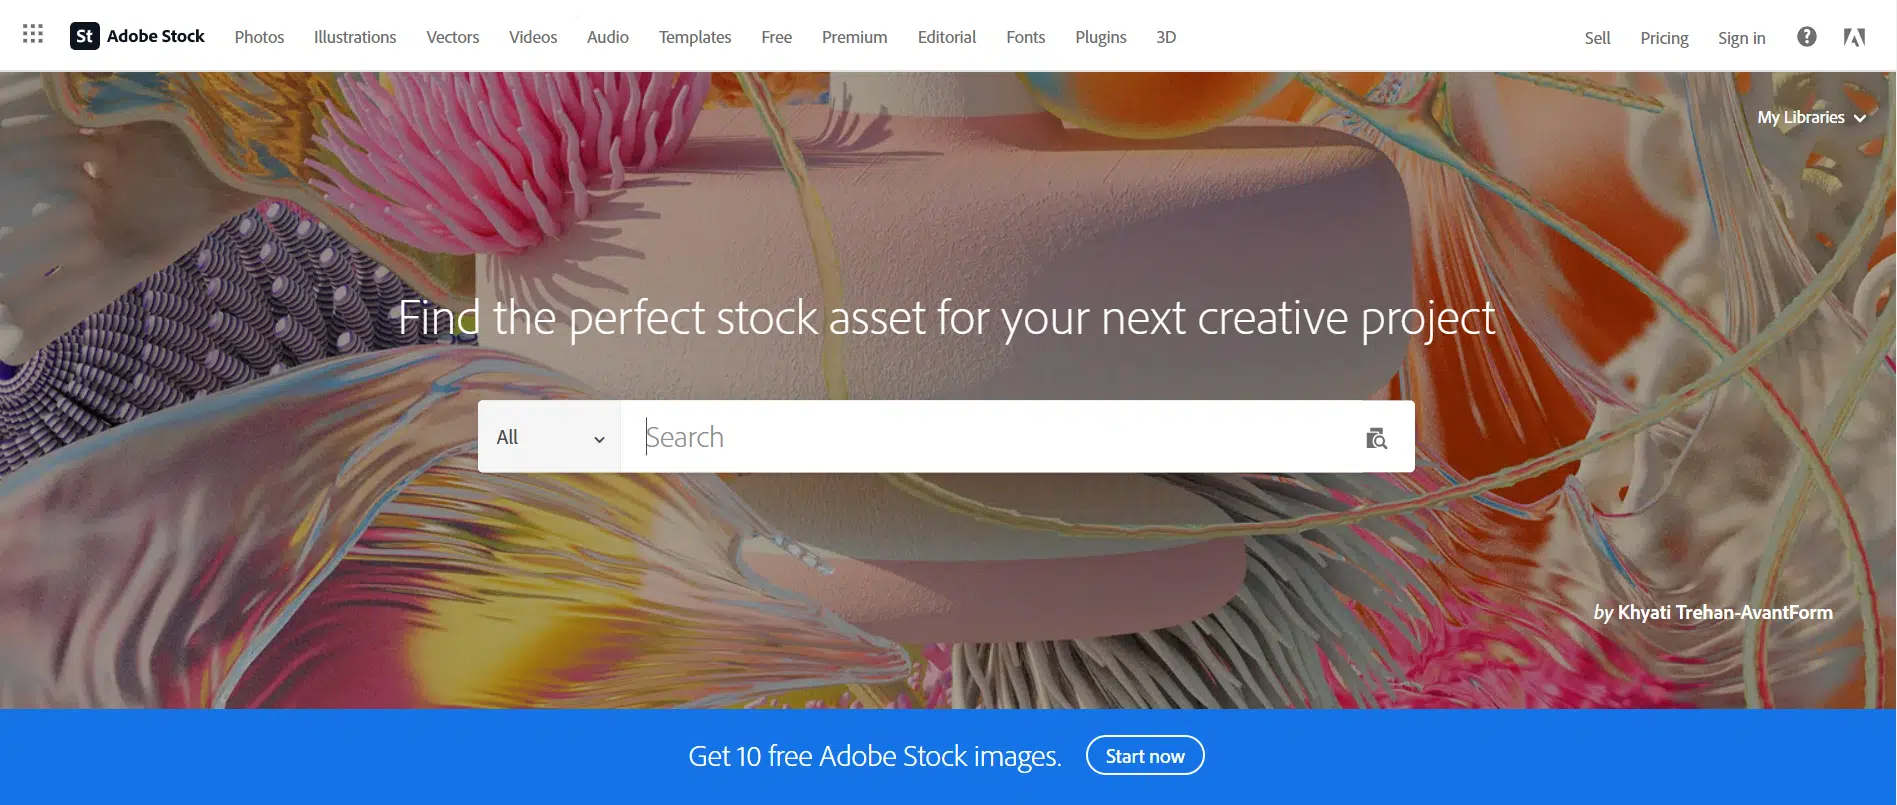 St Adobe Stock Photos Illustrations Vectors Videos Audio Templates Free Premium Editorial Fonts Plugins 3D Sell Pricing Sign in ?
My Libraries
Find the perfect stock asset for your next creative project
All Search
by Khyati Trehan-AvantForm
Get 10 free Adobe Stock images. Start now